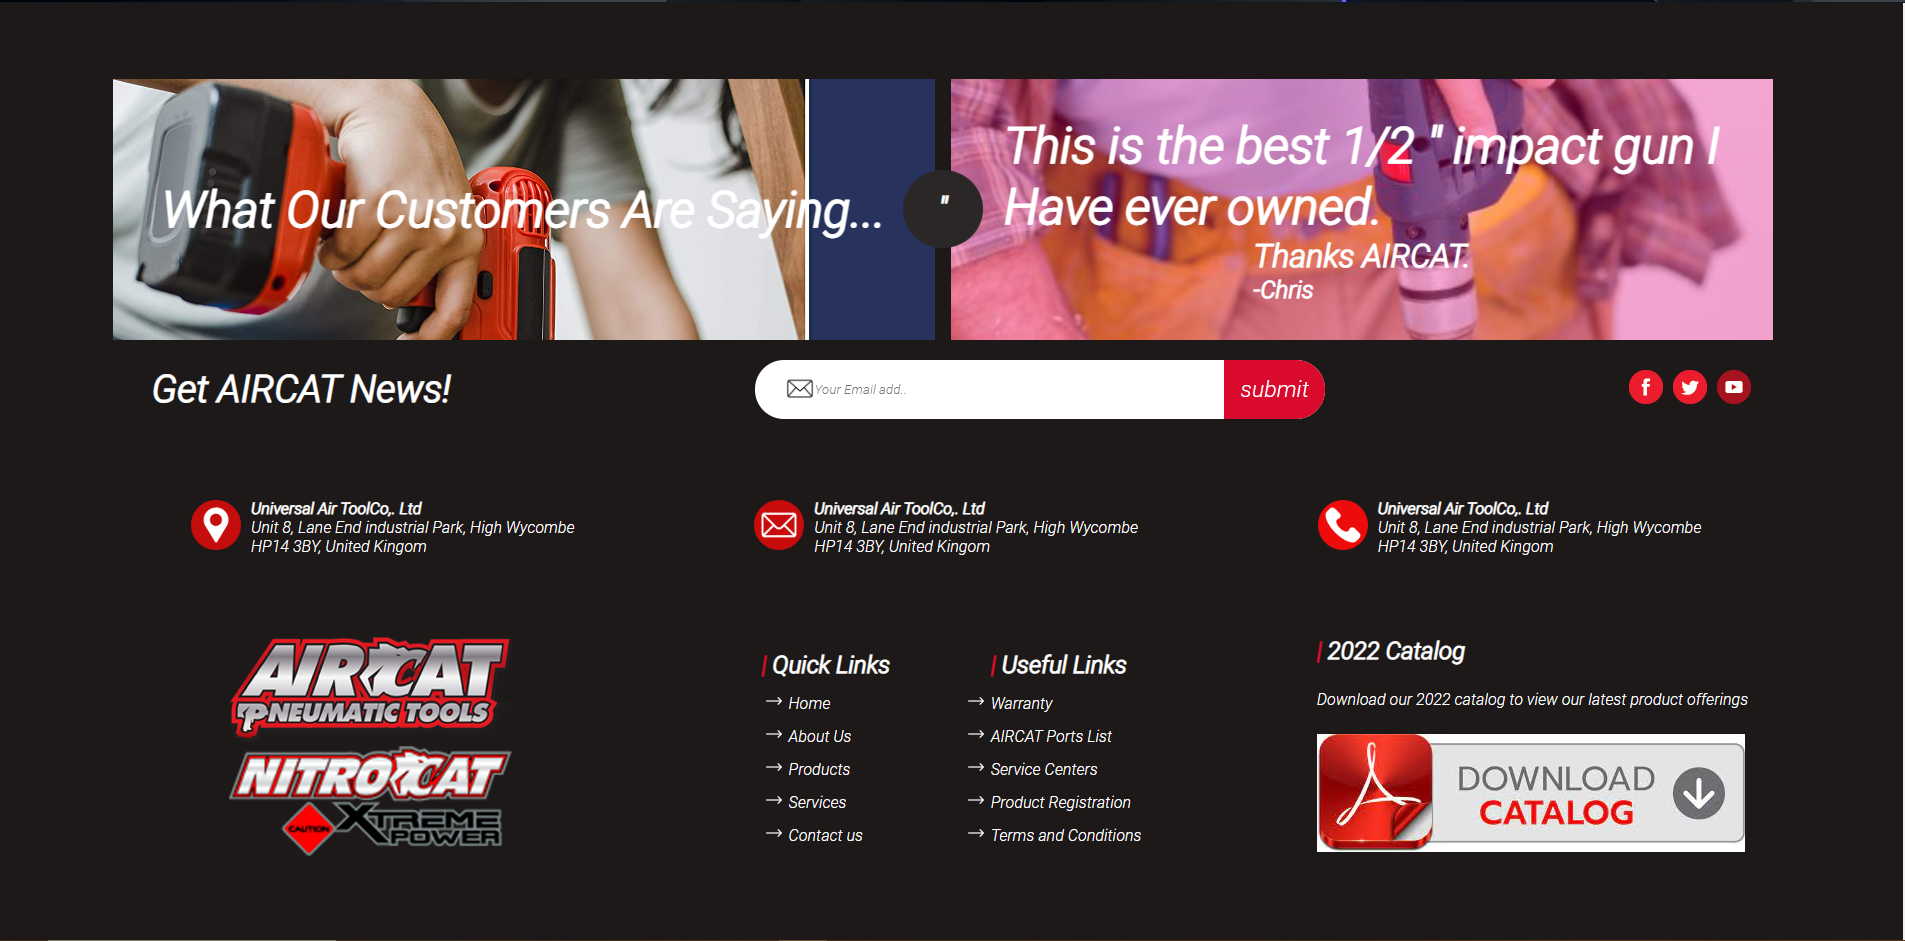 What Our Customers Are Saying...
"
This is the best 1/2 " impact gun I
Have ever owned.
Thanks AIRCAT.
-Chris
Get AIRCAT News!
Your Email add..
submit
Universal Air ToolCo,. Ltd
Unit 8, Lane End industrial Park, High Wycombe
HP14 3BY, United Kingom
Universal Air ToolCo,. Ltd
Unit 8, Lane End industrial Park, High Wycombe
HP14 3BY, United Kingom
Universal Air ToolCo,. Ltd
Unit 8, Lane End industrial Park, High Wycombe
HP14 3BY, United Kingom
AIRCAT
PNEUMATIC TOOLS
NITROCAT
CAUTION XTREME
POWER
Quick Links
Home
About Us
Products
Services
Contact us
Useful Links
Warranty
AIRCAT Ports List
Service Centers
Product Registration
Terms and Conditions
2022 Catalog
Download our 2022 catalog to view our latest product offerings
DOWNLOAD
CATALOG